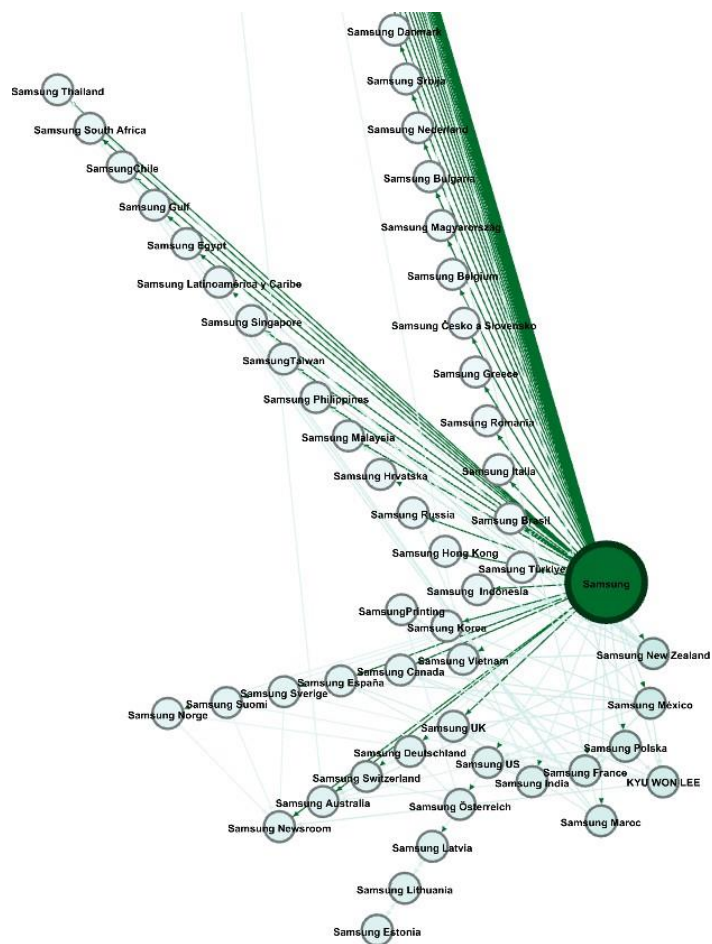 Samsung Danmark
Samsung Srbija
Samsung Thailand
Samsung South Africa
Samsung Nederland
SamsungChile
Samsung Bulgaria
Samsung Gulf
Samsung Magyarország
Samsung Egypt
Samsung Belgium
Samsung Latinoamérica y Caribe
Samsung Singapore
Samsung Česko a Slovensko
SamsungTaiwan
Samsung Greece
Samsung Philippines
Samsung Romania
Samsung Malaysia
Samsung Italia
Samsung Hrvatska
Samsung Russia
Samsung Brasil
Samsung Hong Kong
Samsung Türkiye
Samsung
Samsung Indonesia
SamsungPrinting
Samsung Korea
Samsung New Zealand
Samsung Vietnam
Samsung Canada
Samsung España
Samsung Sverige
Samsung Suomi
Samsung México
Samsung Norge
Samsung UK
Samsung Polska
Samsung Deutschland
Samsung US
Samsung France
Samsung Switzerland
Samsung India
KYU WON LEE
Samsung Australia
Samsung Österreich
Samsung Maroc
Samsung Newsroom
Samsung Latvia
Samsung Lithuania
Samsung Estonia